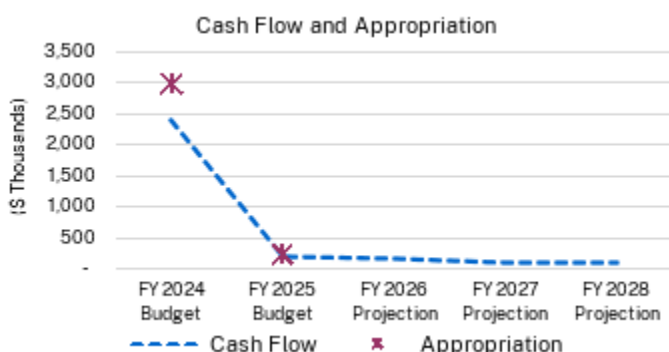 Cash Flow and Appropriation
($ Thousands)
3,500
3,000
2,500
2,000
1,500
1,000
500
-
FY 2024 FY 2025 FY 2026 FY 2027 FY 2028
Budget Budget Projection Projection Projection
Cash Flow Appropriation